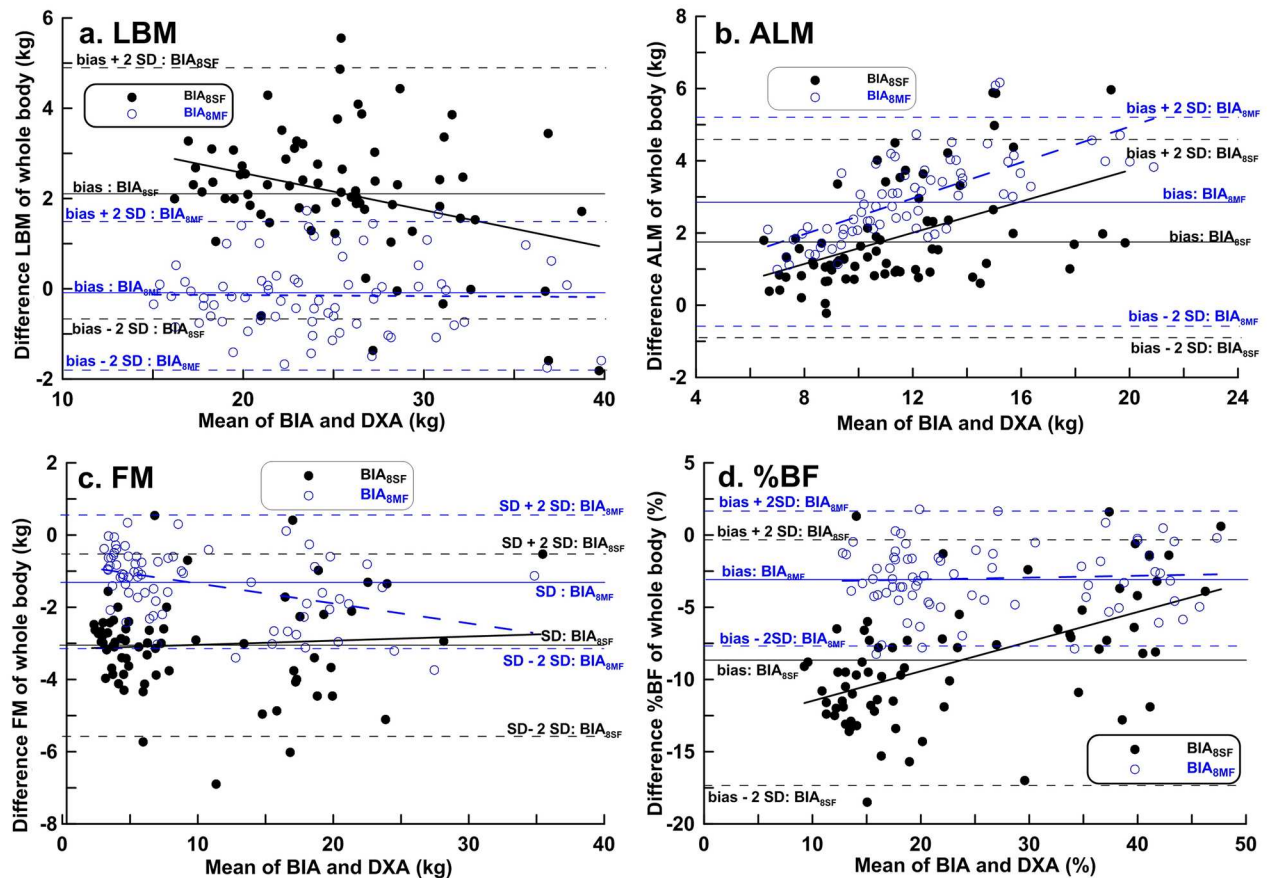 a. LBM
Difference LBM of whole body (kg)
6
4
2
0
-2
bias + 2 SD : BIA8SF
BIA8SF
BIA8MF
bias : BIA8SF
bias + 2 SD : BIA8MF
bias : BIA8MF
bias - 2 SD : BIA8SF
bias - 2 SD : BIA8MF
10 20 30 40
Mean of BIA and DXA (kg)
b. ALM
Difference ALM of whole body (kg)
8
6
4
2
0
-2
BIA8SF
BIA8MF
bias + 2 SD: BIA8MF
bias + 2 SD: BIA8SF
bias: BIA8MF
bias: BIA8SF
bias - 2 SD: BIA8MF
bias - 2 SD: BIA8SF
4 8 12 16 20 24
Mean of BIA and DXA (kg)
c. FM
Difference FM of whole body (kg)
2
0
-2
-4
-6
-8
BIA8SF
BIA8MF
SD + 2 SD: BIA8MF
SD + 2 SD: BIA8SF
SD : BIA8MF
SD: BIA8SF
SD - 2 SD: BIA8MF
SD- 2 SD: BIA8SF
0 10 20 30 40
Mean of BIA and DXA (kg)
d. %BF
Difference %BF of whole body (%)
5
0
-5
-10
-15
-20
bias + 2SD: BIA8MF
bias + 2 SD: BIA8SF
bias: BIA8MF
bias - 2SD: BIA8MF
bias: BIA8SF
BIA8SF
BIA8MF
bias - 2 SD: BIA8SF
0 10 20 30 40 50
Mean of BIA and DXA (%)